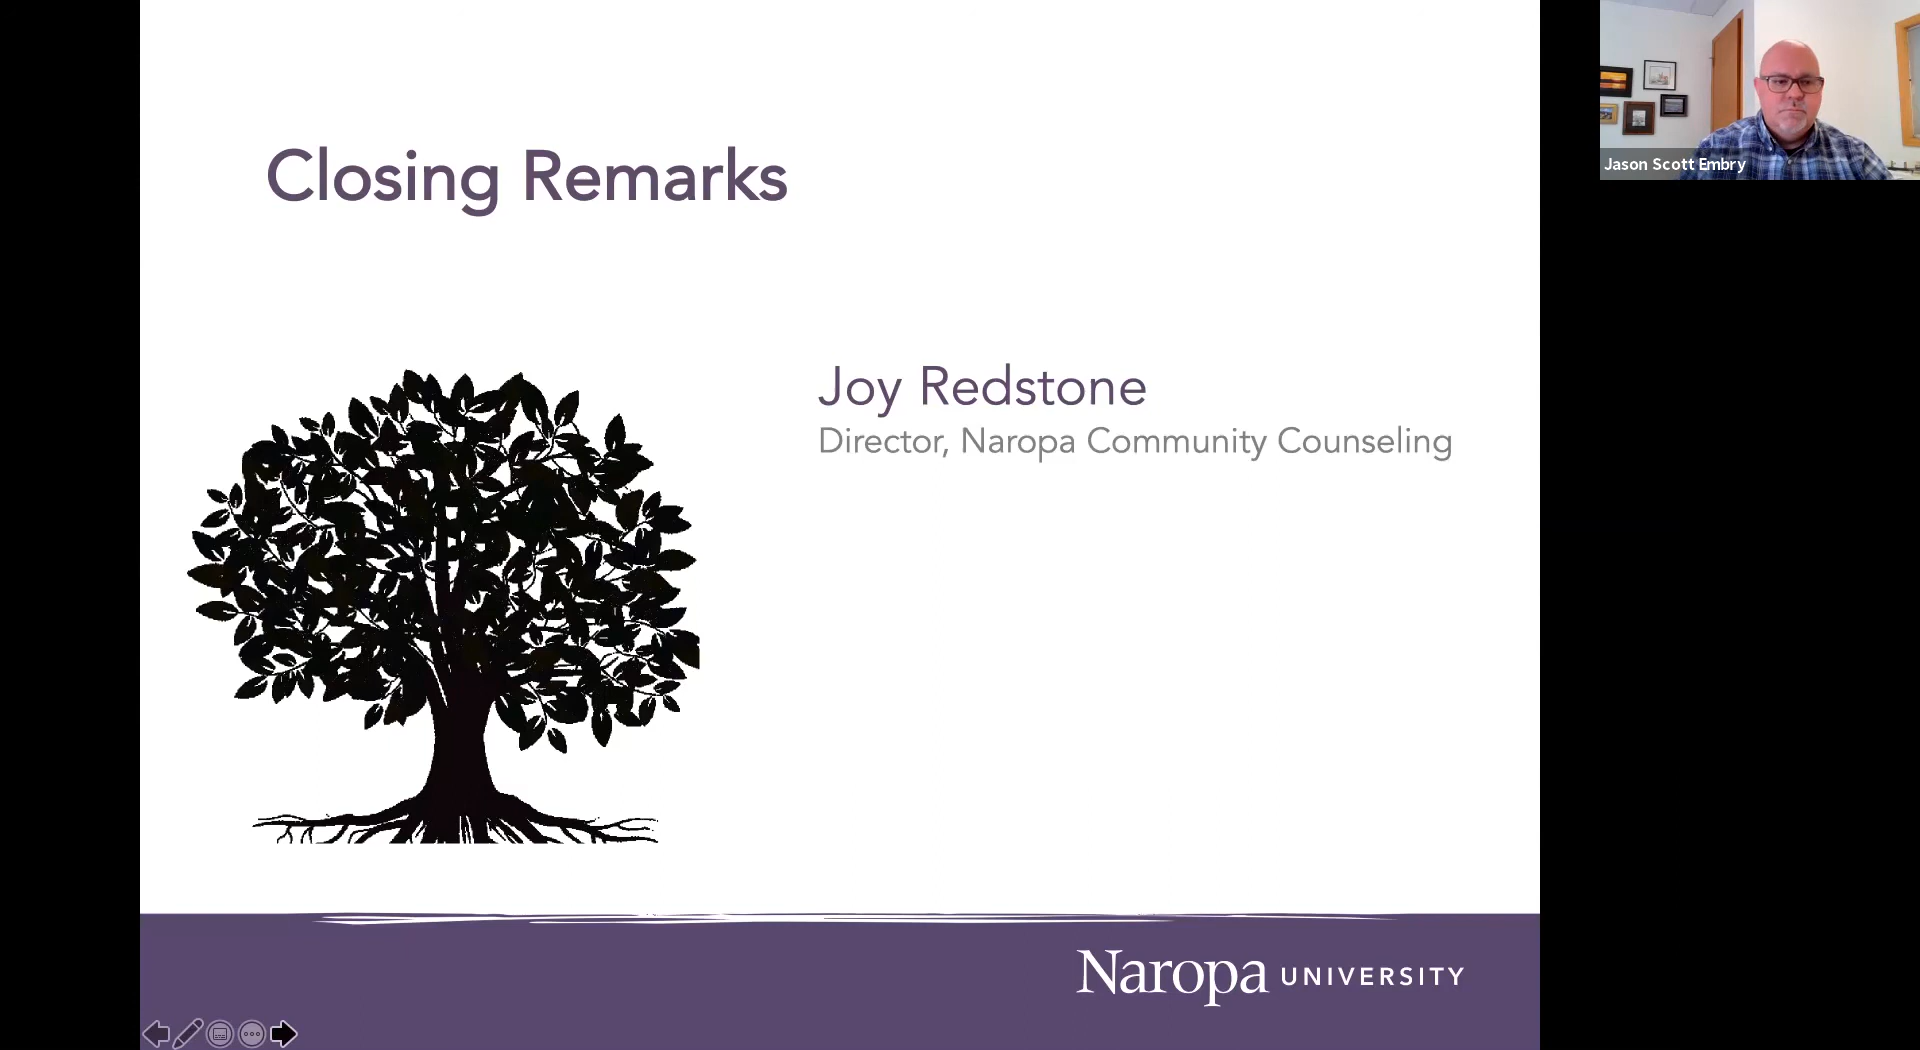 Closing Remarks
Joy Redstone
Director, Naropa Community Counseling
Naropa UNIVERSITY
Jason Scott Embry